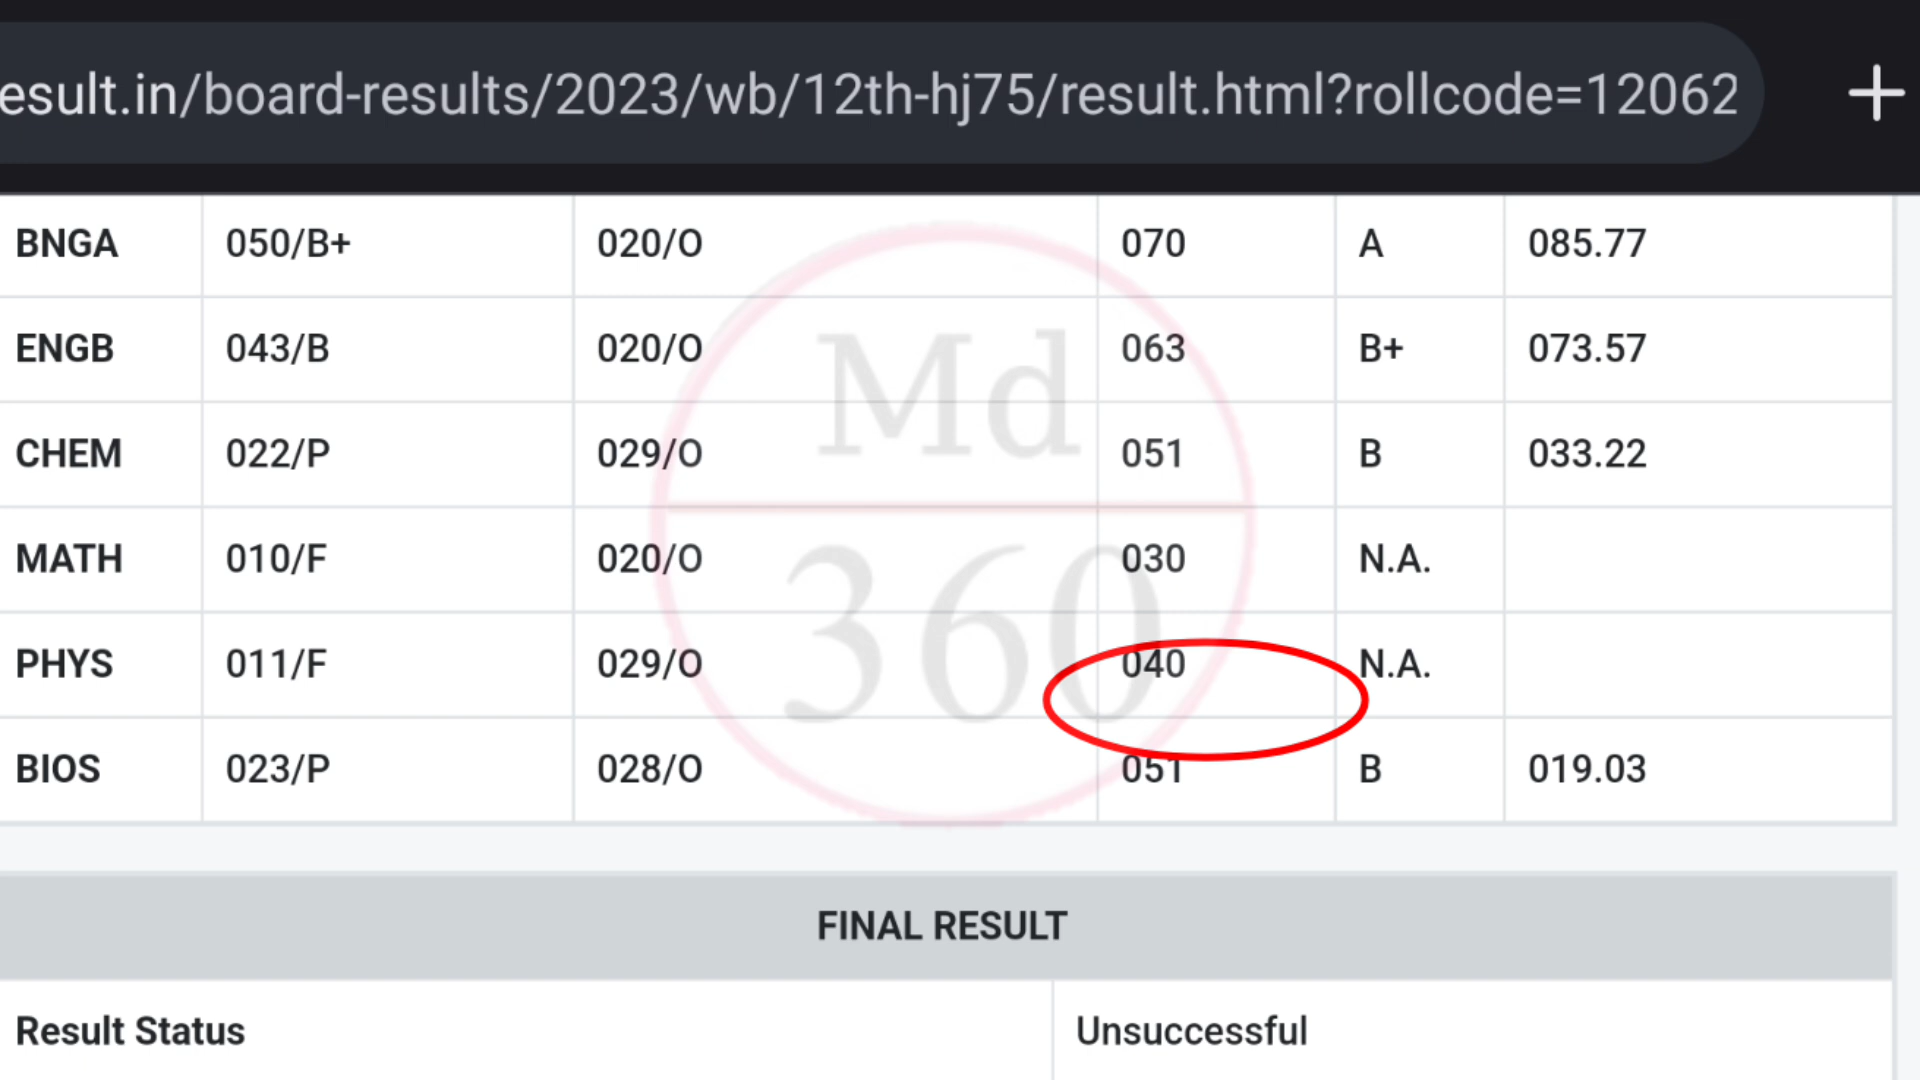 esult.in/board-results/2023/wb/12th-hj75/result.html?rollcode=12062
BNGA 050/B+ 020/O 070 A 085.77
ENGB 043/B 020/O 063 B+ 073.57
CHEM 022/P 029/O 051 B 033.22
MATH 010/F 020/O 030 N.A.
PHYS 011/F 029/O 040 N.A.
BIOS 023/P 028/O 051 B 019.03
Md
360
FINAL RESULT
Result Status Unsuccessful